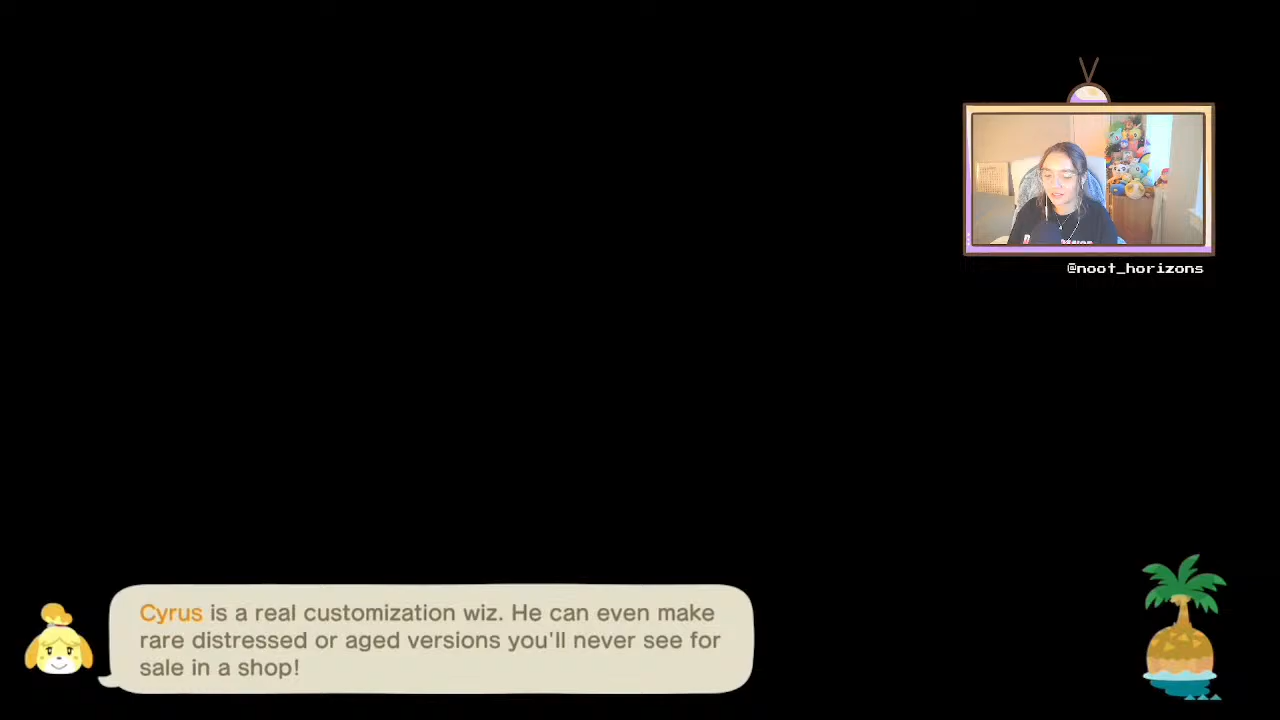 @noot_horizons
Cyrus is a real customization wiz. He can even make
rare distressed or aged versions you'll never see for
sale in a shop!